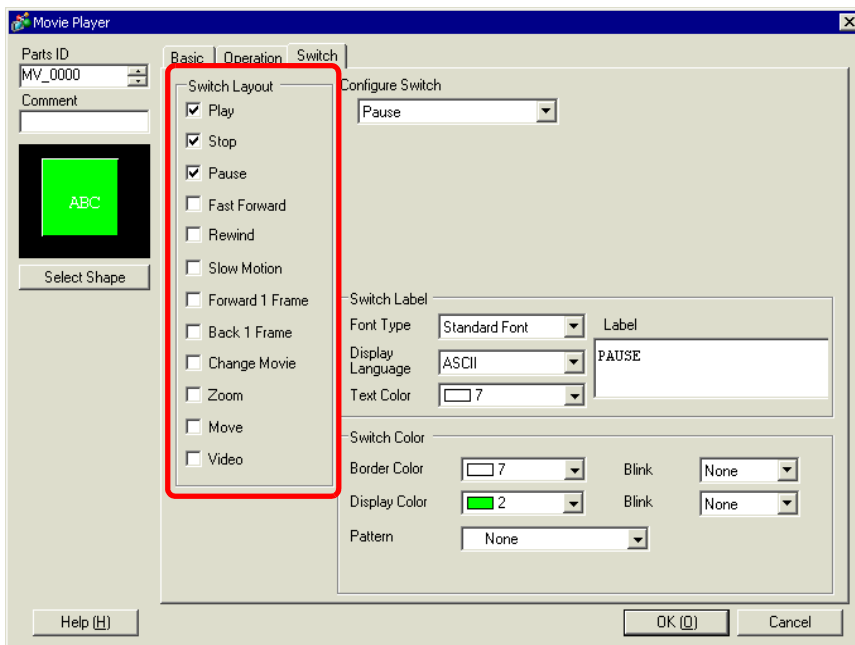 Movie Player
Parts ID
MV_0000
Comment
ABC
Select Shape
Basic Operation Switch
Switch Layout
Play
Stop
Pause
Fast Forward
Rewind
Slow Motion
Forward 1 Frame
Back 1 Frame
Change Movie
Zoom
Move
Video
Configure Switch
Pause
Switch Label
Font Type Standard Font
Display Language ASCII
Text Color 7
Label
PAUSE
Switch Color
Border Color 7 Blink None
Display Color 2 Blink None
Pattern None
Help (H) OK (O) Cancel